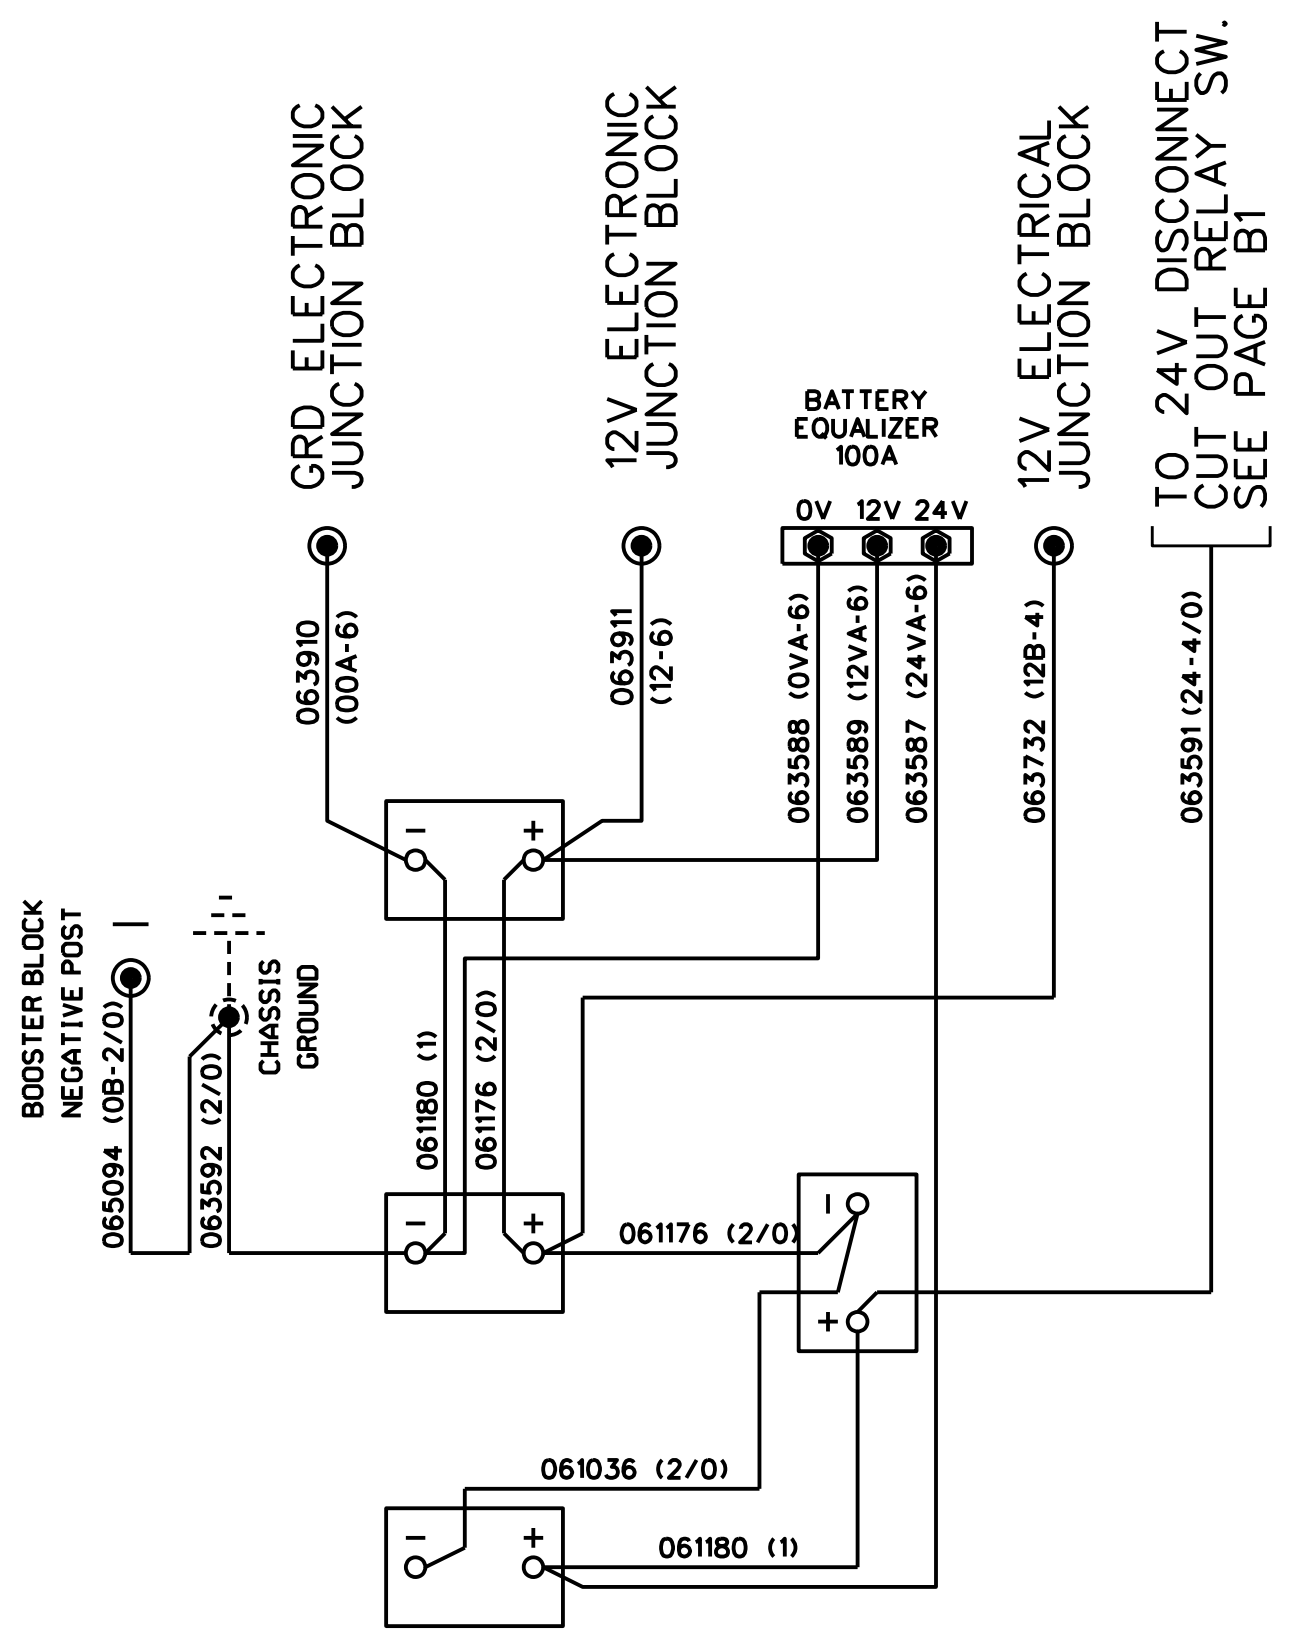 GRD ELECTRONIC
JUNCTION BLOCK
12V ELECTRONIC
JUNCTION BLOCK
BATTERY
EQUALIZER
100A
0V 12V 24V
12V ELECTRICAL
JUNCTION BLOCK
TO 24V DISCONNECT
CUT OUT RELAY SW.
SEE PAGE B1
063910
(00A-6)
063911
(12-6)
063588 (0VA-6)
063589 (12VA-6)
063587 (24VA-6)
063732 (12B-4)
063591 (24-4/0)
- +
BOOSTER BLOCK
NEGATIVE POST
-
065094 (0B-2/0)
063592 (2/0)
CHASSIS
GROUND
061180 (1)
061176 (2/0)
- +
061176 (2/0)
-
+
061036 (2/0)
- +
061180 (1)